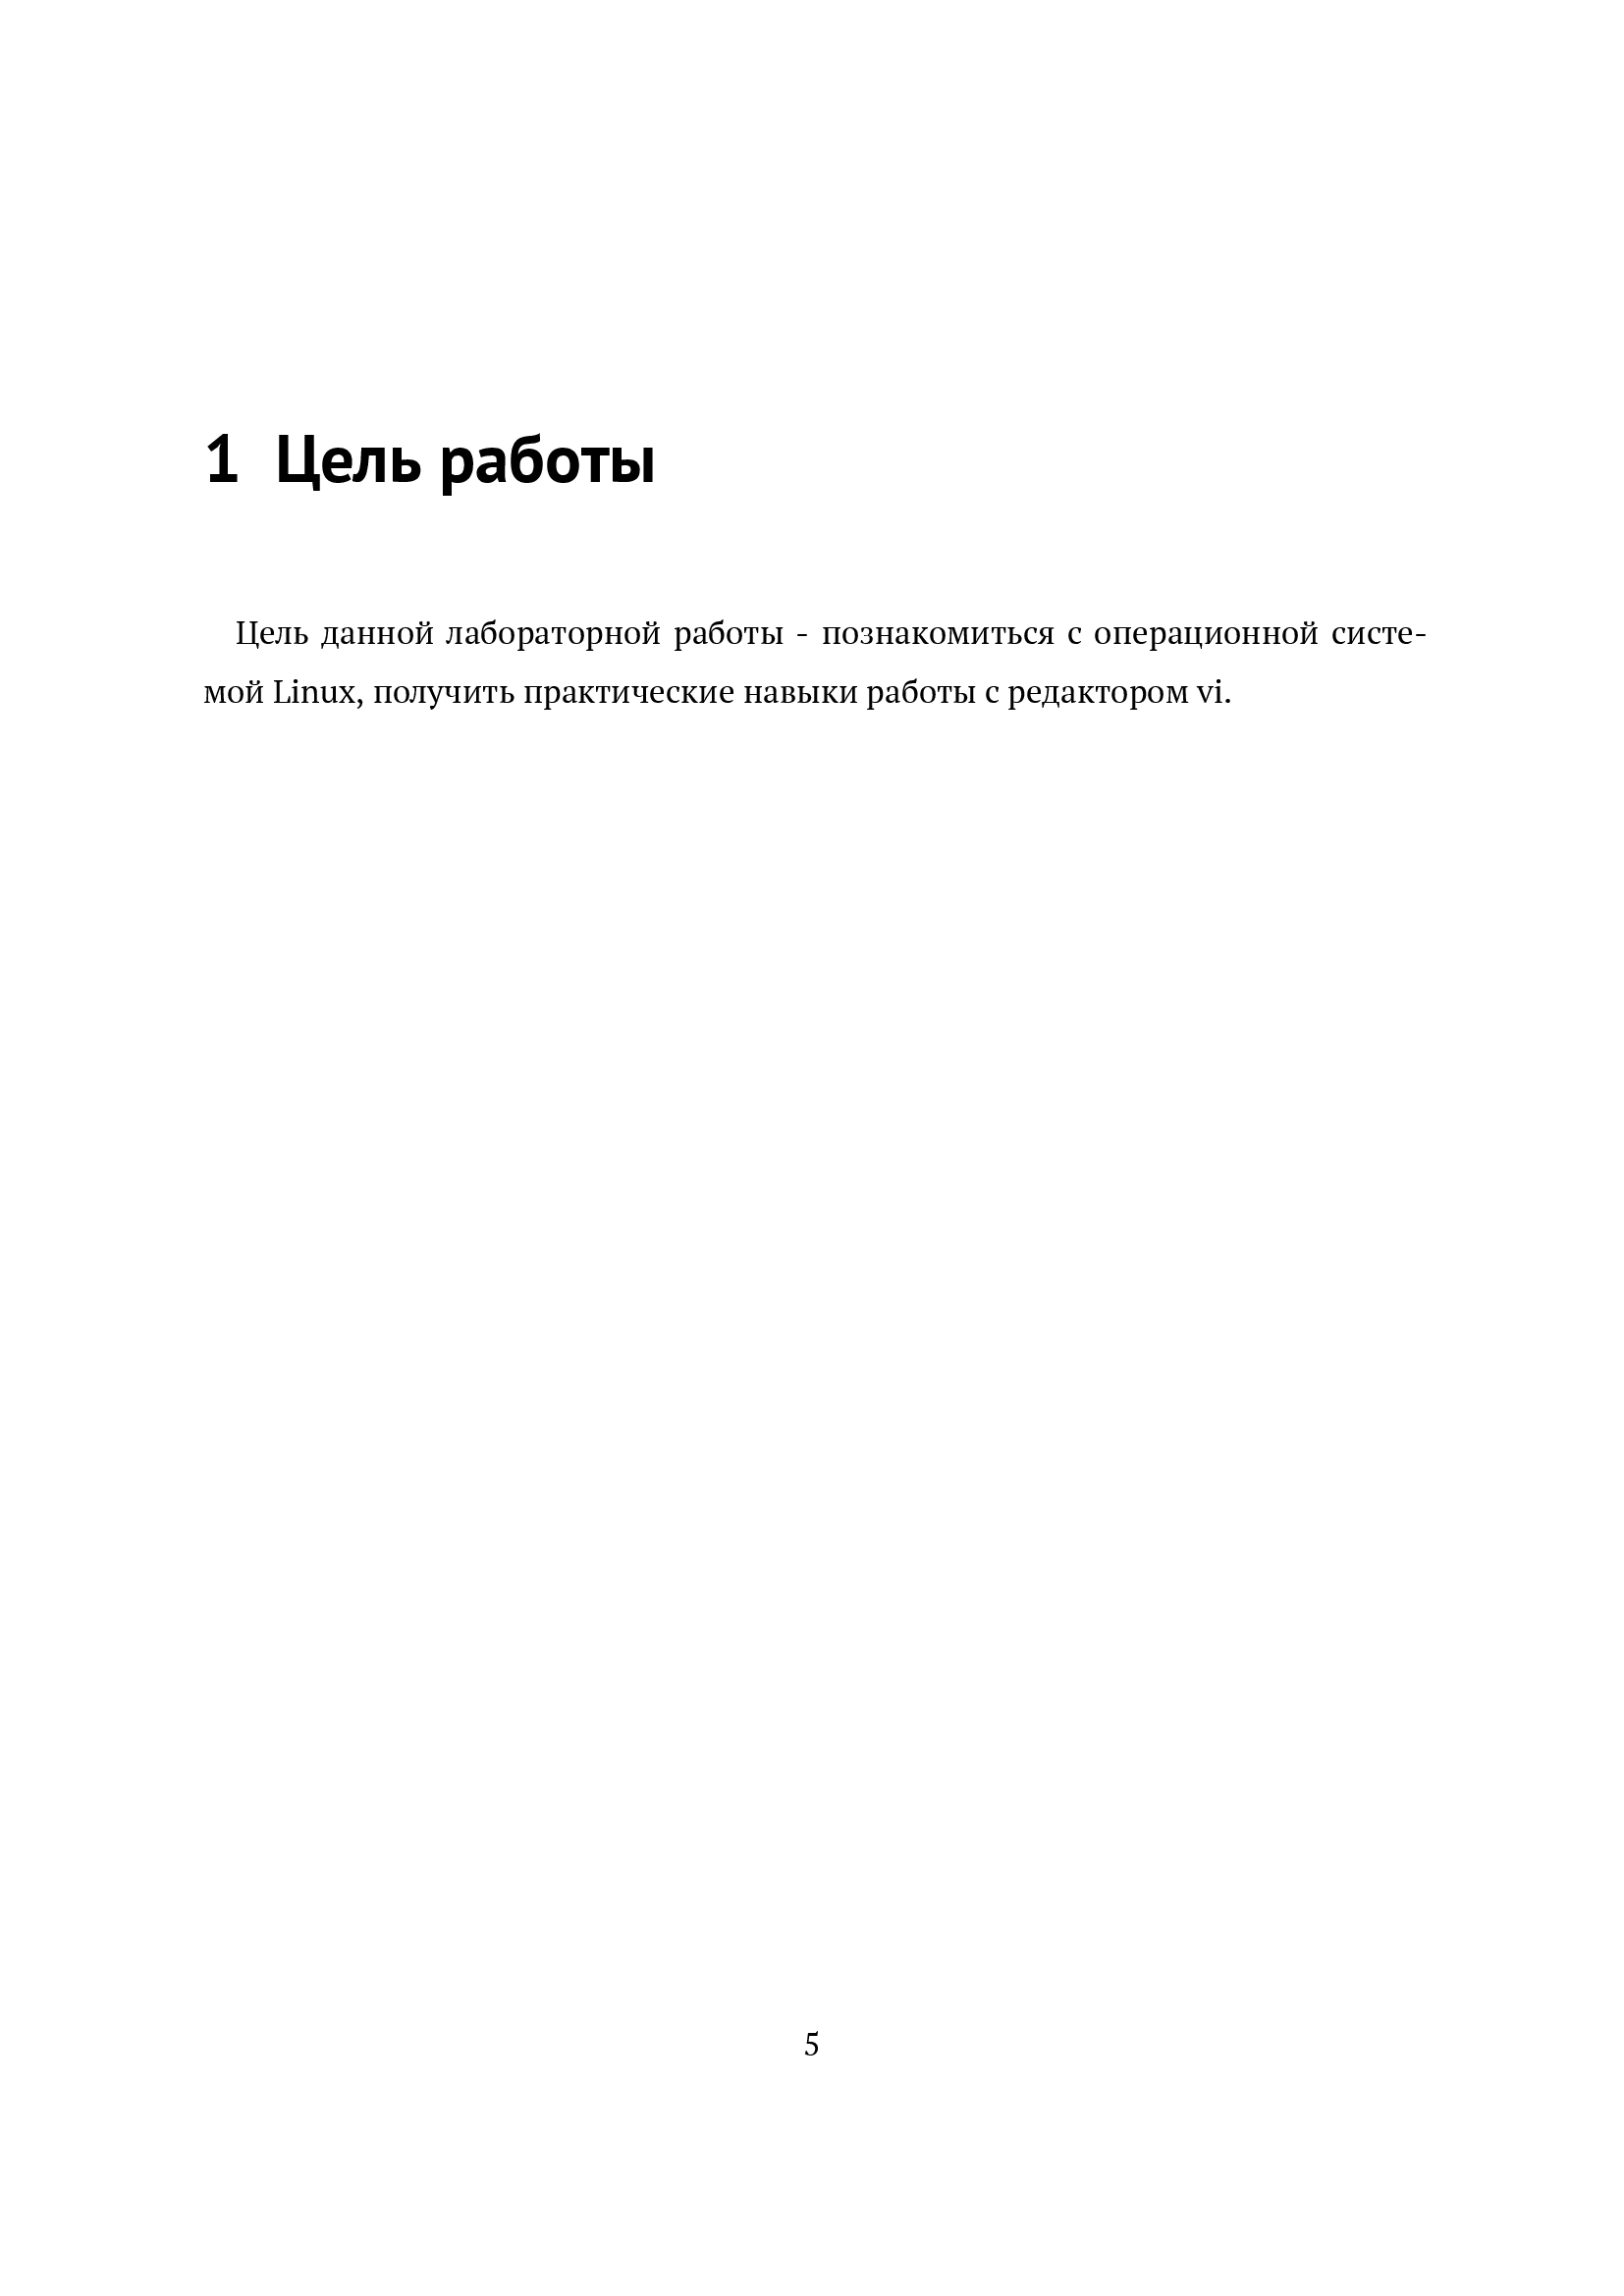 1 Цель работы
Цель данной лабораторной работы - познакомиться с операционной систе-
мой Linux, получить практические навыки работы с редактором vi.
5